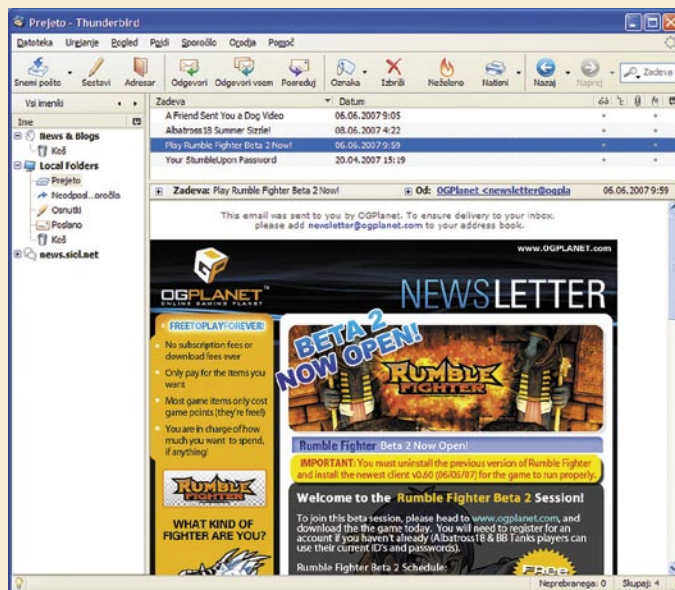 Prejeto - Thunderbird
Datoteka Urejanje Pogled Pojdi Sporočilo Orodja Pomoč
Snemi pošto Sestavi Adresar Odgovori Odgovori vsem Posreduj Oznaka Izbriši Neželeno Natisni Nazaj Naprej Zadeva
Vsi imeniki
Ime
News & Blogs
Koš
Local Folders
Prejeto
Neodposl...oročila
Osnutki
Poslano
Koš
news.siol.net
Zadeva Datum
A Friend Sent You a Dog Video 06.06.2007 9:05
Albatross18 Summer Sizzle! 08.06.2007 4:22
Play Rumble Fighter Beta 2 Now! 06.06.2007 9:59
Your StumbleUpon Password 20.04.2007 15:19
Zadeva: Play Rumble Fighter Beta 2 Now! Od: OGPlanet <newsletter@ogpla 06.06.2007 9:59
This email was sent to you by OGPlanet. To ensure delivery to your inbox,
please add newsletter@ogplanet.com to your address book.
www.OGPLANET.com
OGPLANET™
ONLINE GAMING PLANET
NEWSLETTER
FREE TO PLAY FOREVER!
No subscription fees or
download fees ever
Only pay for the items you
want
Most game items only cost
game points (they're feel)
You are in charge of how
much you want to spend,
if anything!
RUMBLE
FIGHTER
WHAT KIND OF
FIGHTER ARE YOU?
BETA 2
NOW OPEN!
RUMBLE
FIGHTER
Rumble Fighter Beta 2 Now Open!
IMPORTANT: You must uninstall the previous version of Rumble Fighter
and install the newest client v0.60 (06/05/07) for the game to run properly.
Welcome to the Rumble Fighter Beta 2 Session!
To join this beta session, please head to www.ogplanet.com, and
download the the game today. You will need to register for an
account if you haven't already (Albatross18 & BB Tanks players can
use their current ID's and passwords).
Rumble Fighter Beta 2 Schedule:
FREE
Neprebranega: 0 Skupaj: 4